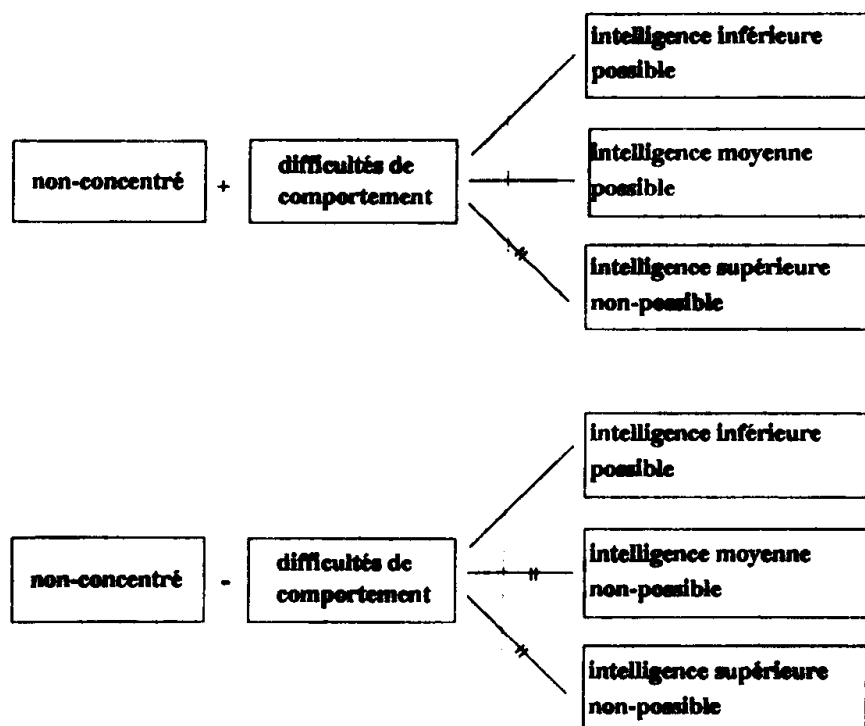 intelligence inférieure
possible
non-concentré
+
difficultés de
comportement
intelligence moyenne
possible
intelligence supérieure
non-possible
intelligence inférieure
possible
non-concentré
-
difficultés de
comportement
intelligence moyenne
non-possible
intelligence supérieure
non-possible